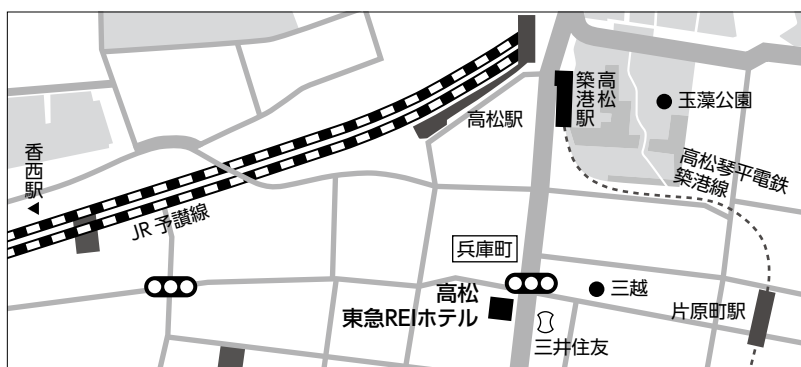 香西駅
JR 予讃線
高松駅
高松
築港駅
玉藻公園
高松琴平電鉄
築港線
兵庫町
高松
東急REIホテル
三越
三井住友
片原町駅